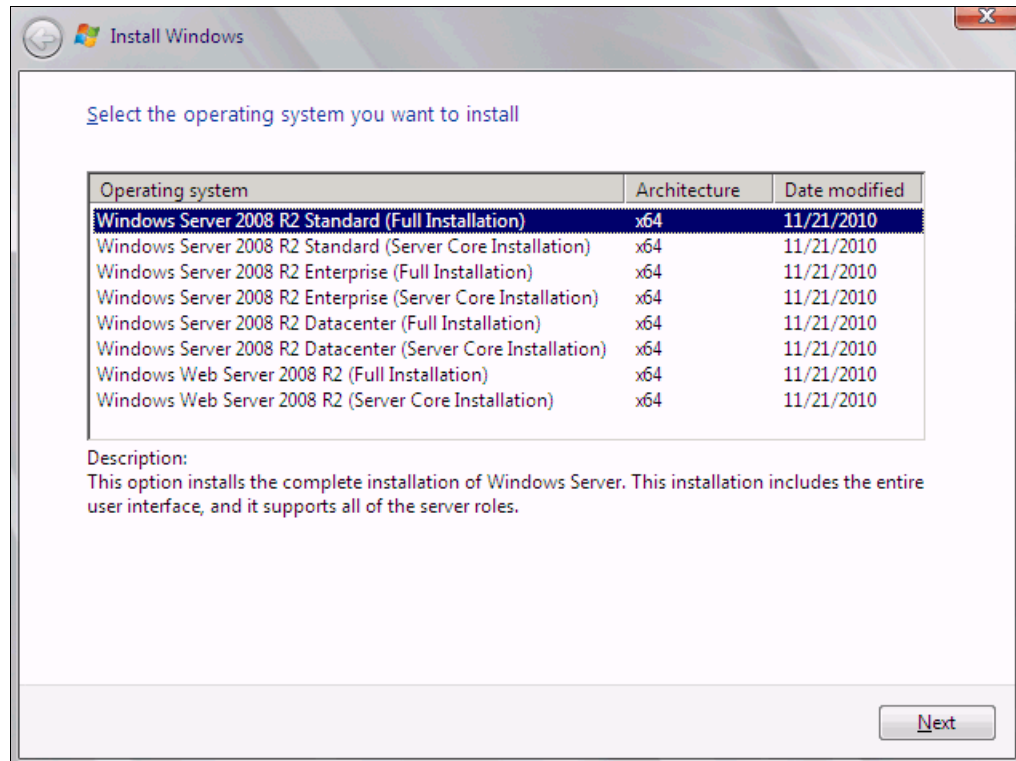 Install Windows
Select the operating system you want to install
Operating system Architecture Date modified
Windows Server 2008 R2 Standard (Full Installation) x64 11/21/2010
Windows Server 2008 R2 Standard (Server Core Installation) x64 11/21/2010
Windows Server 2008 R2 Enterprise (Full Installation) x64 11/21/2010
Windows Server 2008 R2 Enterprise (Server Core Installation) x64 11/21/2010
Windows Server 2008 R2 Datacenter (Full Installation) x64 11/21/2010
Windows Server 2008 R2 Datacenter (Server Core Installation) x64 11/21/2010
Windows Web Server 2008 R2 (Full Installation) x64 11/21/2010
Windows Web Server 2008 R2 (Server Core Installation) x64 11/21/2010
Description:
This option installs the complete installation of Windows Server. This installation includes the entire
user interface, and it supports all of the server roles.
Next